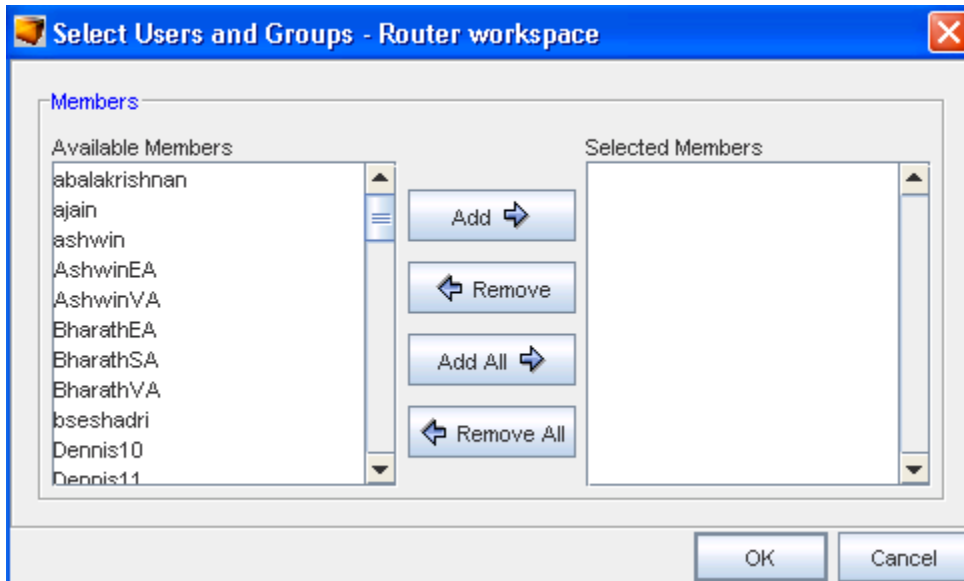 Select Users and Groups - Router workspace
Members
Available Members
abalakrishnan
ajain
ashwin
AshwinEA
AshwinVA
BharathEA
BharathSA
BharathVA
bseshadri
Dennis10
Dennis11
Add
Remove
Add All
Remove All
Selected Members
OK
Cancel